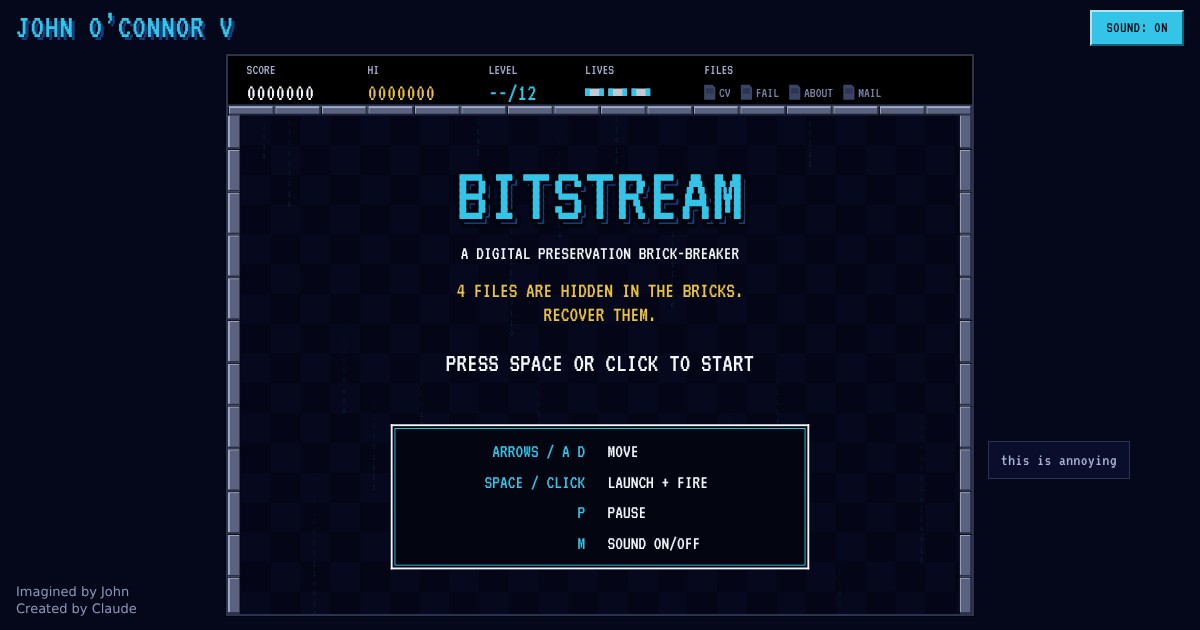 JOHN O'CONNOR V
SOUND: ON
SCORE HI LEVEL LIVES FILES
0000000 0000000 --/12 CV FAIL ABOUT MAIL
BITSTREAM
A DIGITAL PRESERVATION BRICK-BREAKER
4 FILES ARE HIDDEN IN THE BRICKS.
RECOVER THEM.
PRESS SPACE OR CLICK TO START
ARROWS / A D MOVE
SPACE / CLICK LAUNCH + FIRE
P PAUSE
M SOUND ON/OFF
this is annoying
Imagined by John
Created by Claude